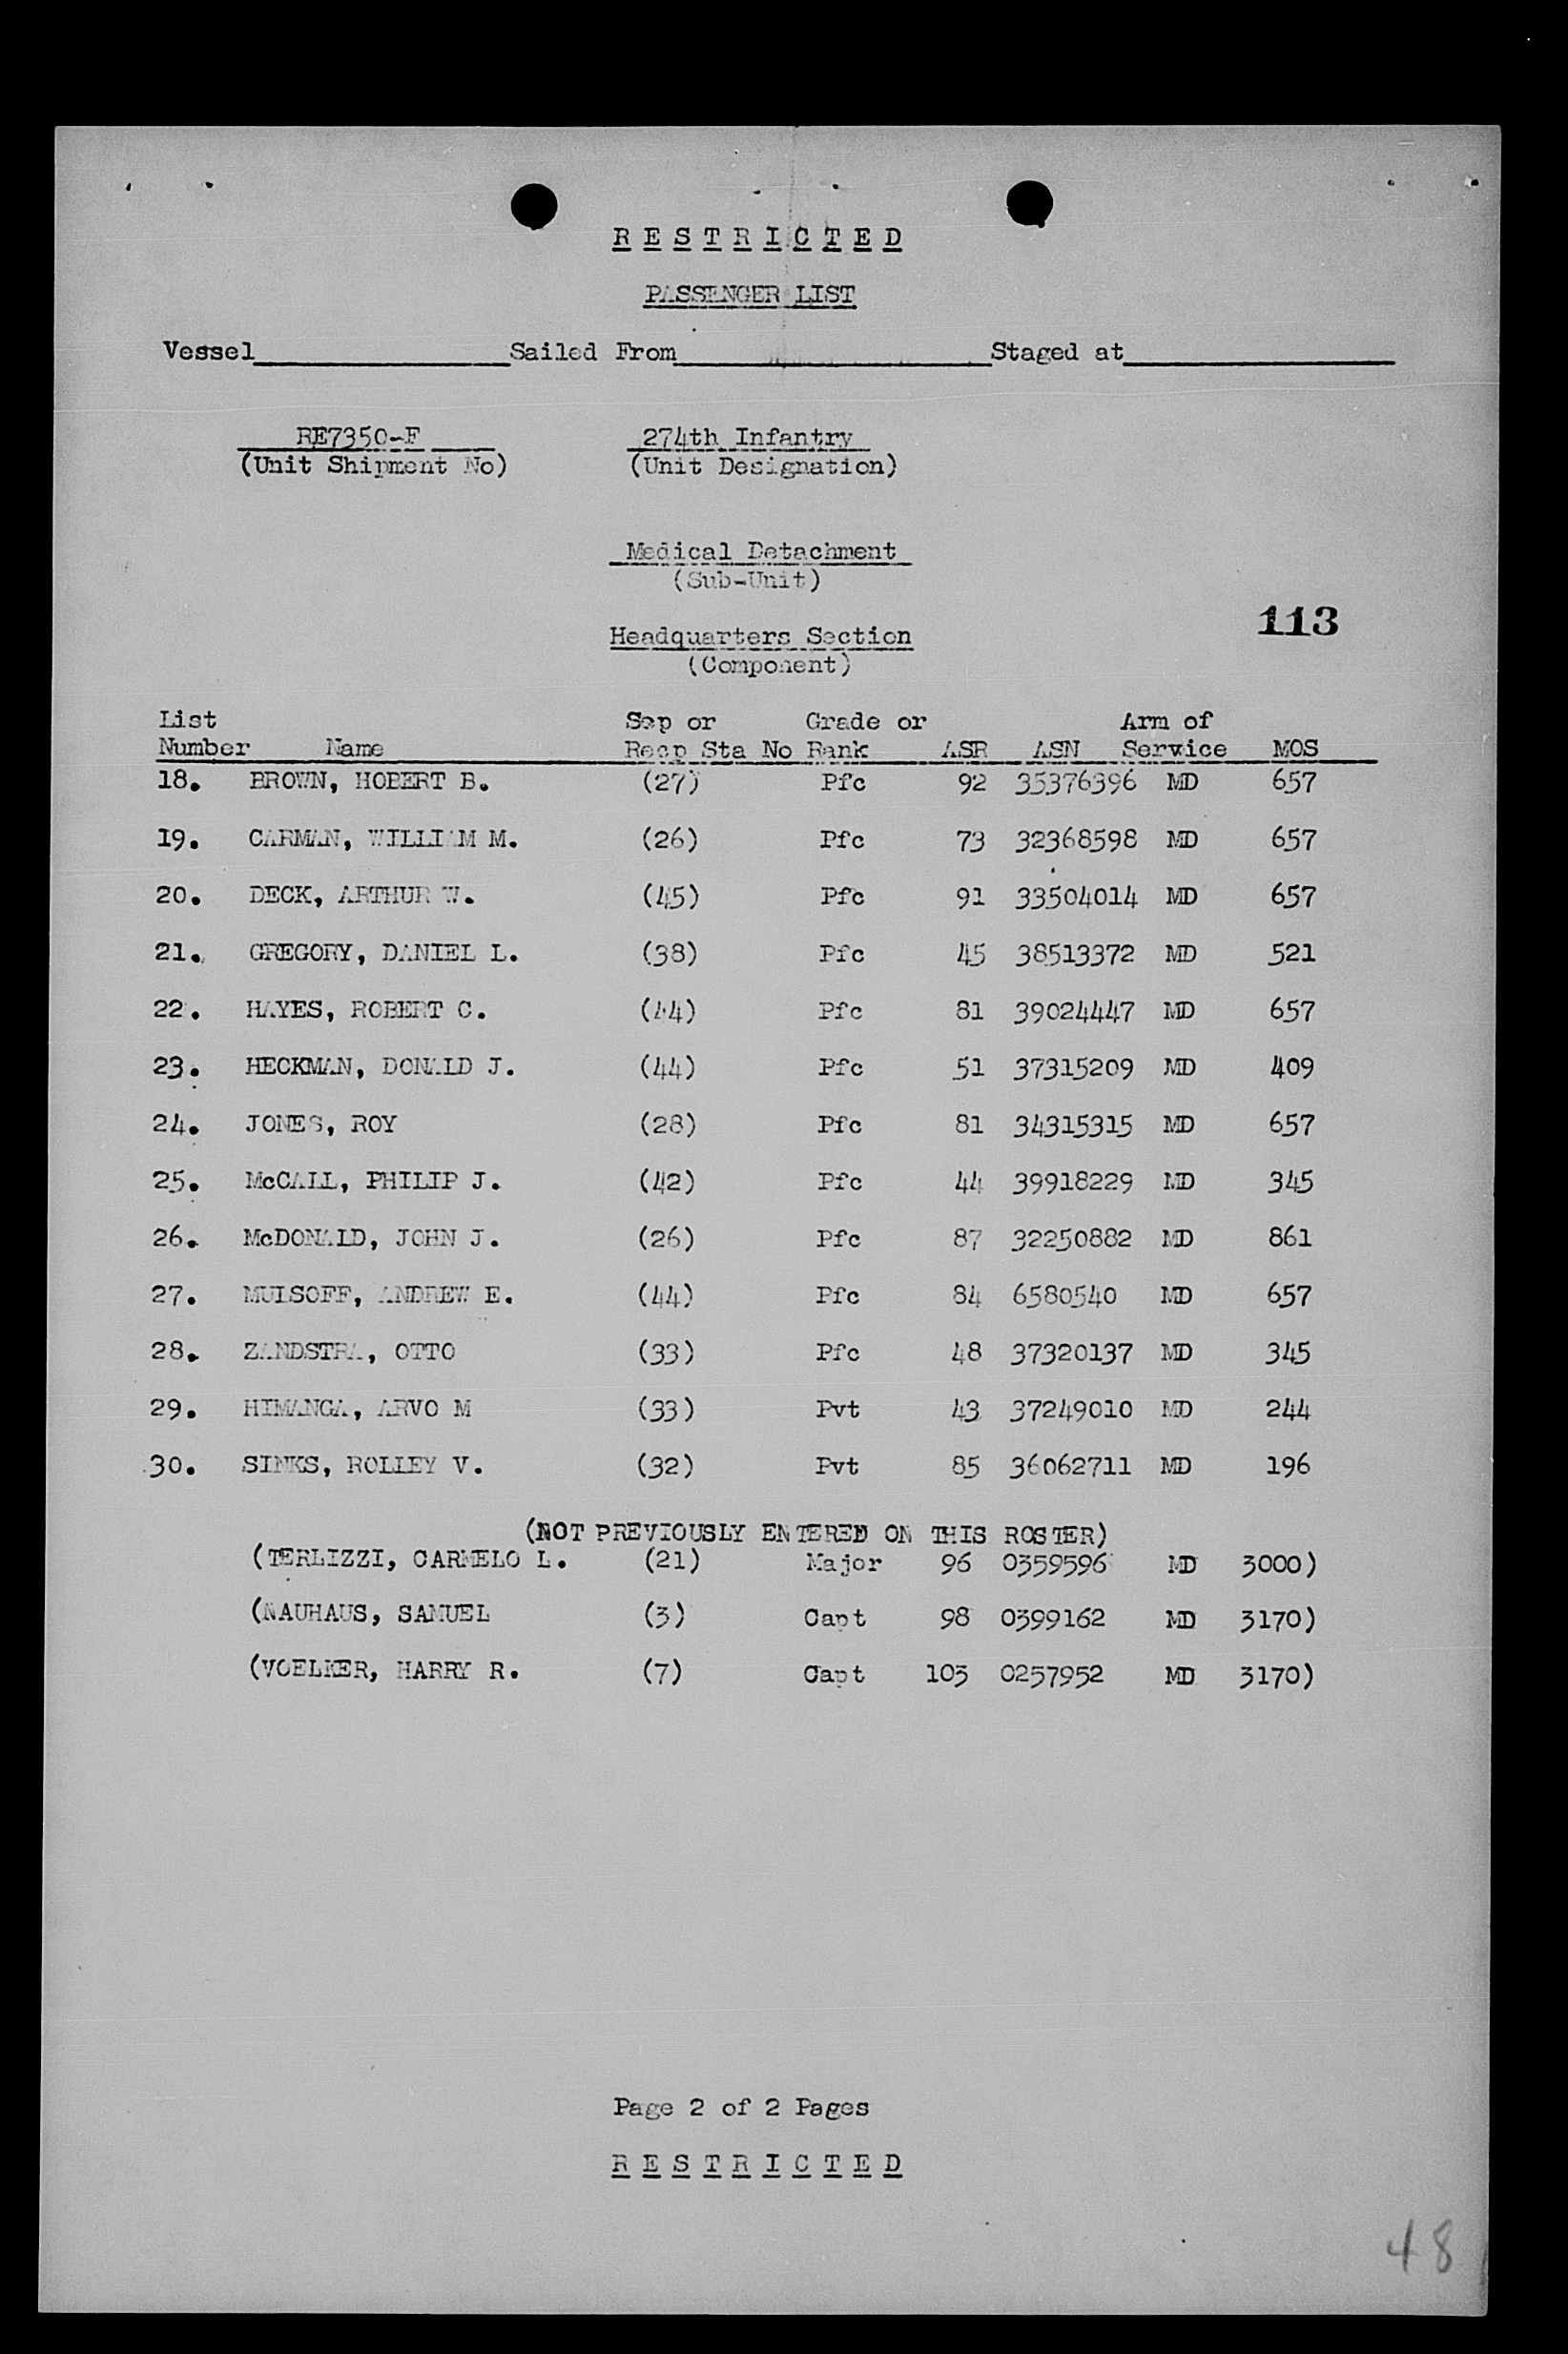 RESTRICTED
PASSENGER LIST
Vessel Sailed From Staged at
RE7350-F 274th Infantry
(Unit Shipment No) (Unit Designation)
Medical Detachment
(Sub-Unit)
113
Headquarters Section
(Component)
List Sep or Grade or Arm of
Number Name Recp Sta No Rank ASR ASN Service MOS
18. BROWN, HOBERT B. (27) Pfc 92 35376396 MD 657
19. CARMAN, WILLIAM M. (26) Pfc 73 32368598 MD 657
20. DECK, ARTHUR W. (45) Pfc 91 33504014 MD 657
21. GREGORY, DANIEL L. (38) Pfc 45 38513372 MD 521
22. HAYES, ROBERT C. (44) Pfc 81 39024447 MD 657
23. HECKMAN, DONALD J. (44) Pfc 51 37315209 MD 409
24. JONES, ROY (28) Pfc 81 34315315 MD 657
25. McCALL, PHILIP J. (42) Pfc 44 39918229 MD 345
26. McDONALD, JOHN J. (26) Pfc 87 32250882 MD 861
27. MULSOFF, ANDREW E. (44) Pfc 84 6580540 MD 657
28. ZANDSTRA, OTTO (33) Pfc 48 37320137 MD 345
29. HIMANGA, ARVO M (33) Pvt 43 37249010 MD 244
30. SINKS, ROLLEY V. (32) Pvt 85 36062711 MD 196
(NOT PREVIOUSLY ENTERED ON THIS ROSTER)
(TERLIZZI, CARMELO L. (21) Major 96 0359596 MD 3000)
(NAUHAUS, SAMUEL (3) Capt 98 0399162 MD 3170)
(VOELKER, HARRY R. (7) Capt 103 0257952 MD 3170)
Page 2 of 2 Pages
RESTRICTED
48